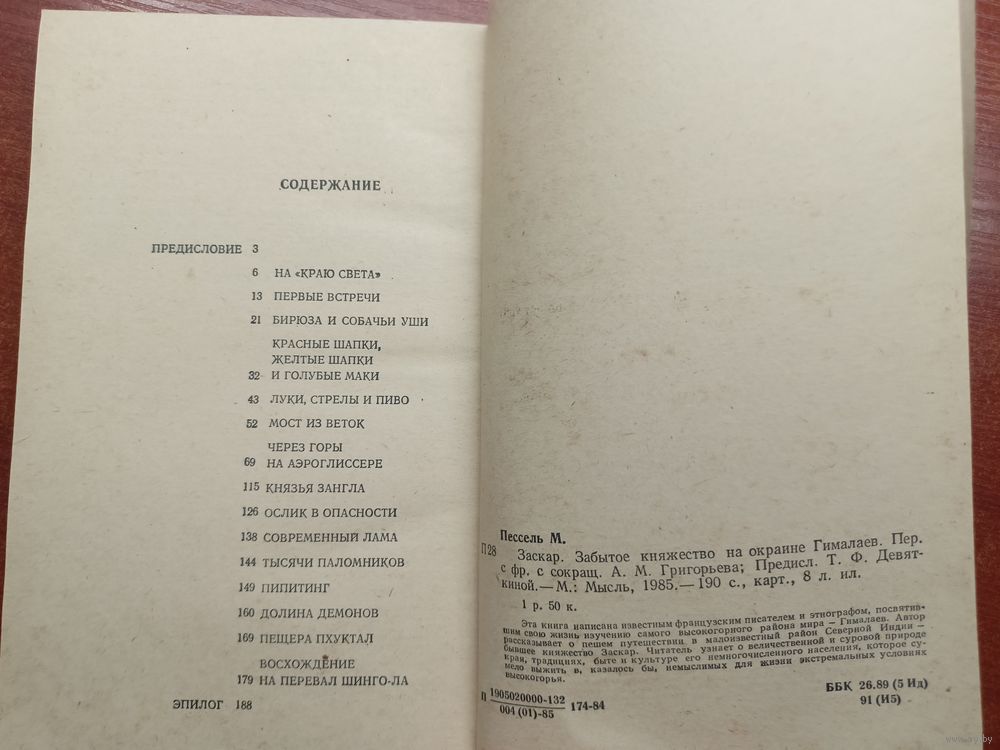 СОДЕРЖАНИЕ
ПРЕДИСЛОВИЕ 3
6 НА «КРАЮ СВЕТА»
13 ПЕРВЫЕ ВСТРЕЧИ
21 БИРЮЗА И СОБАЧЬИ УШИ
КРАСНЫЕ ШАПКИ,
ЖЕЛТЫЕ ШАПКИ
32 И ГОЛУБЫЕ МАКИ
43 ЛУКИ, СТРЕЛЫ И ПИВО
52 МОСТ ИЗ ВЕТОК
ЧЕРЕЗ ГОРЫ
69 НА АЭРОГЛИССЕРЕ
115 КНЯЗЬЯ ЗАНГЛА
126 ОСЛИК В ОПАСНОСТИ
138 СОВРЕМЕННЫЙ ЛАМА
144 ТЫСЯЧИ ПАЛОМНИКОВ
149 ПИПИТИНГ
160 ДОЛИНА ДЕМОНОВ
169 ПЕЩЕРА ПХУКТАЛ
ВОСХОЖДЕНИЕ
179 НА ПЕРЕВАЛ ШИНГО-ЛА
ЭПИЛОГ 188
Пессель М.
П28 Заскар. Забытое княжество на окраине Гималаев. Пер.
с фр. с сокращ. А. М. Григорьева; Предисл. Т. Ф. Девят-
киной.— М.: Мысль, 1985.— 190 с., карт., 8 л. ил.
1 р. 50 к.
Эта книга написана известным французским писателем и этнографом, посвятив-
шим свою жизнь изучению самого высокогорного района мира — Гималаев. Автор
рассказывает о пешем путешествии в малоизвестный район Северной Индии —
бывшее княжество Заскар. Читатель узнает о величественной и суровой природе
края, традициях, быте и культуре его немногочисленного населения, которое су-
мело выжить в, казалось бы, немыслимых для жизни экстремальных условиях
высокогорья.
П 1905020000-132
004 (01)-85 174-84
ББК 26.89 (5 Ид)
91 (И5)
www.ay.by